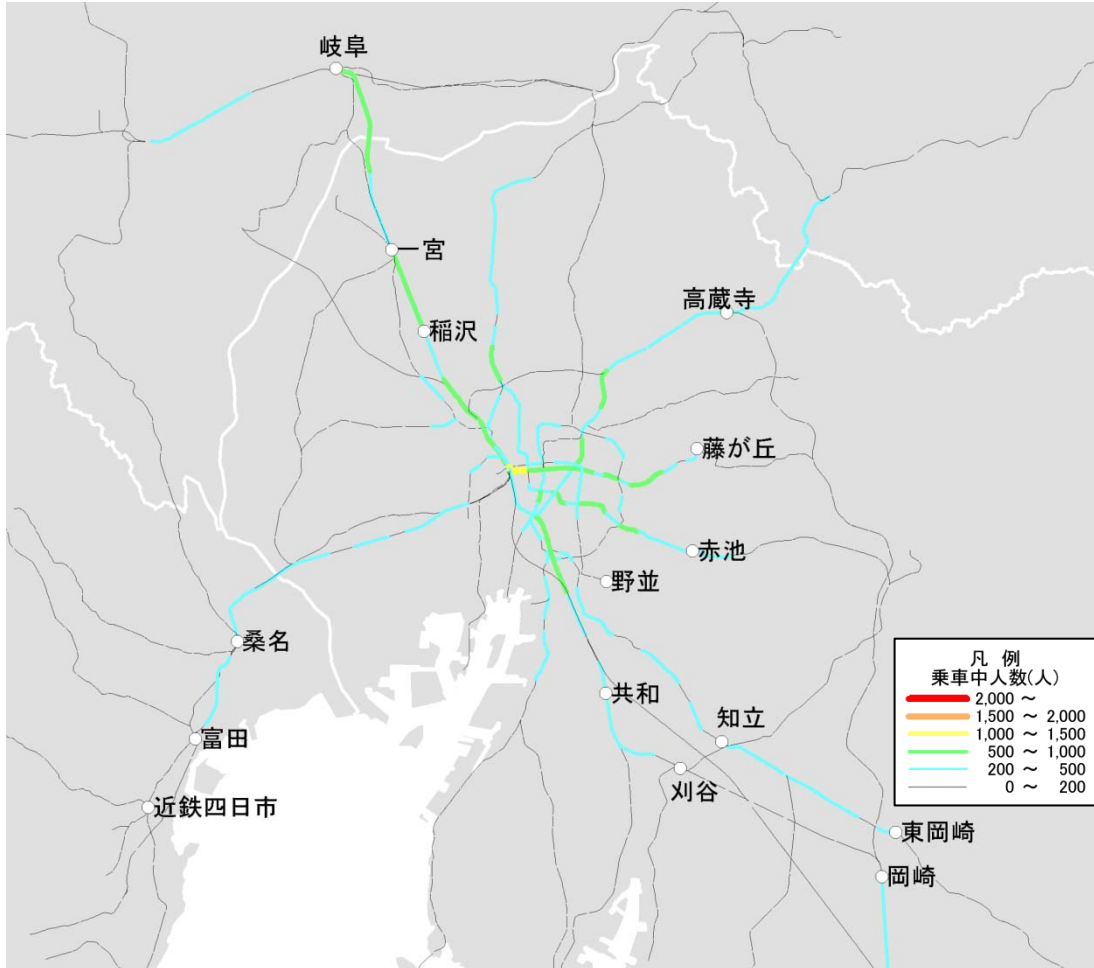 岐阜
一宮
高蔵寺
稲沢
藤が丘
赤池
野並
桑名
共和
知立
富田
刈谷
近鉄四日市
東岡崎
岡崎
凡 例
乗車中人数(人)
2,000 ～
1,500 ～ 2,000
1,000 ～ 1,500
500 ～ 1,000
200 ～ 500
0 ～ 200